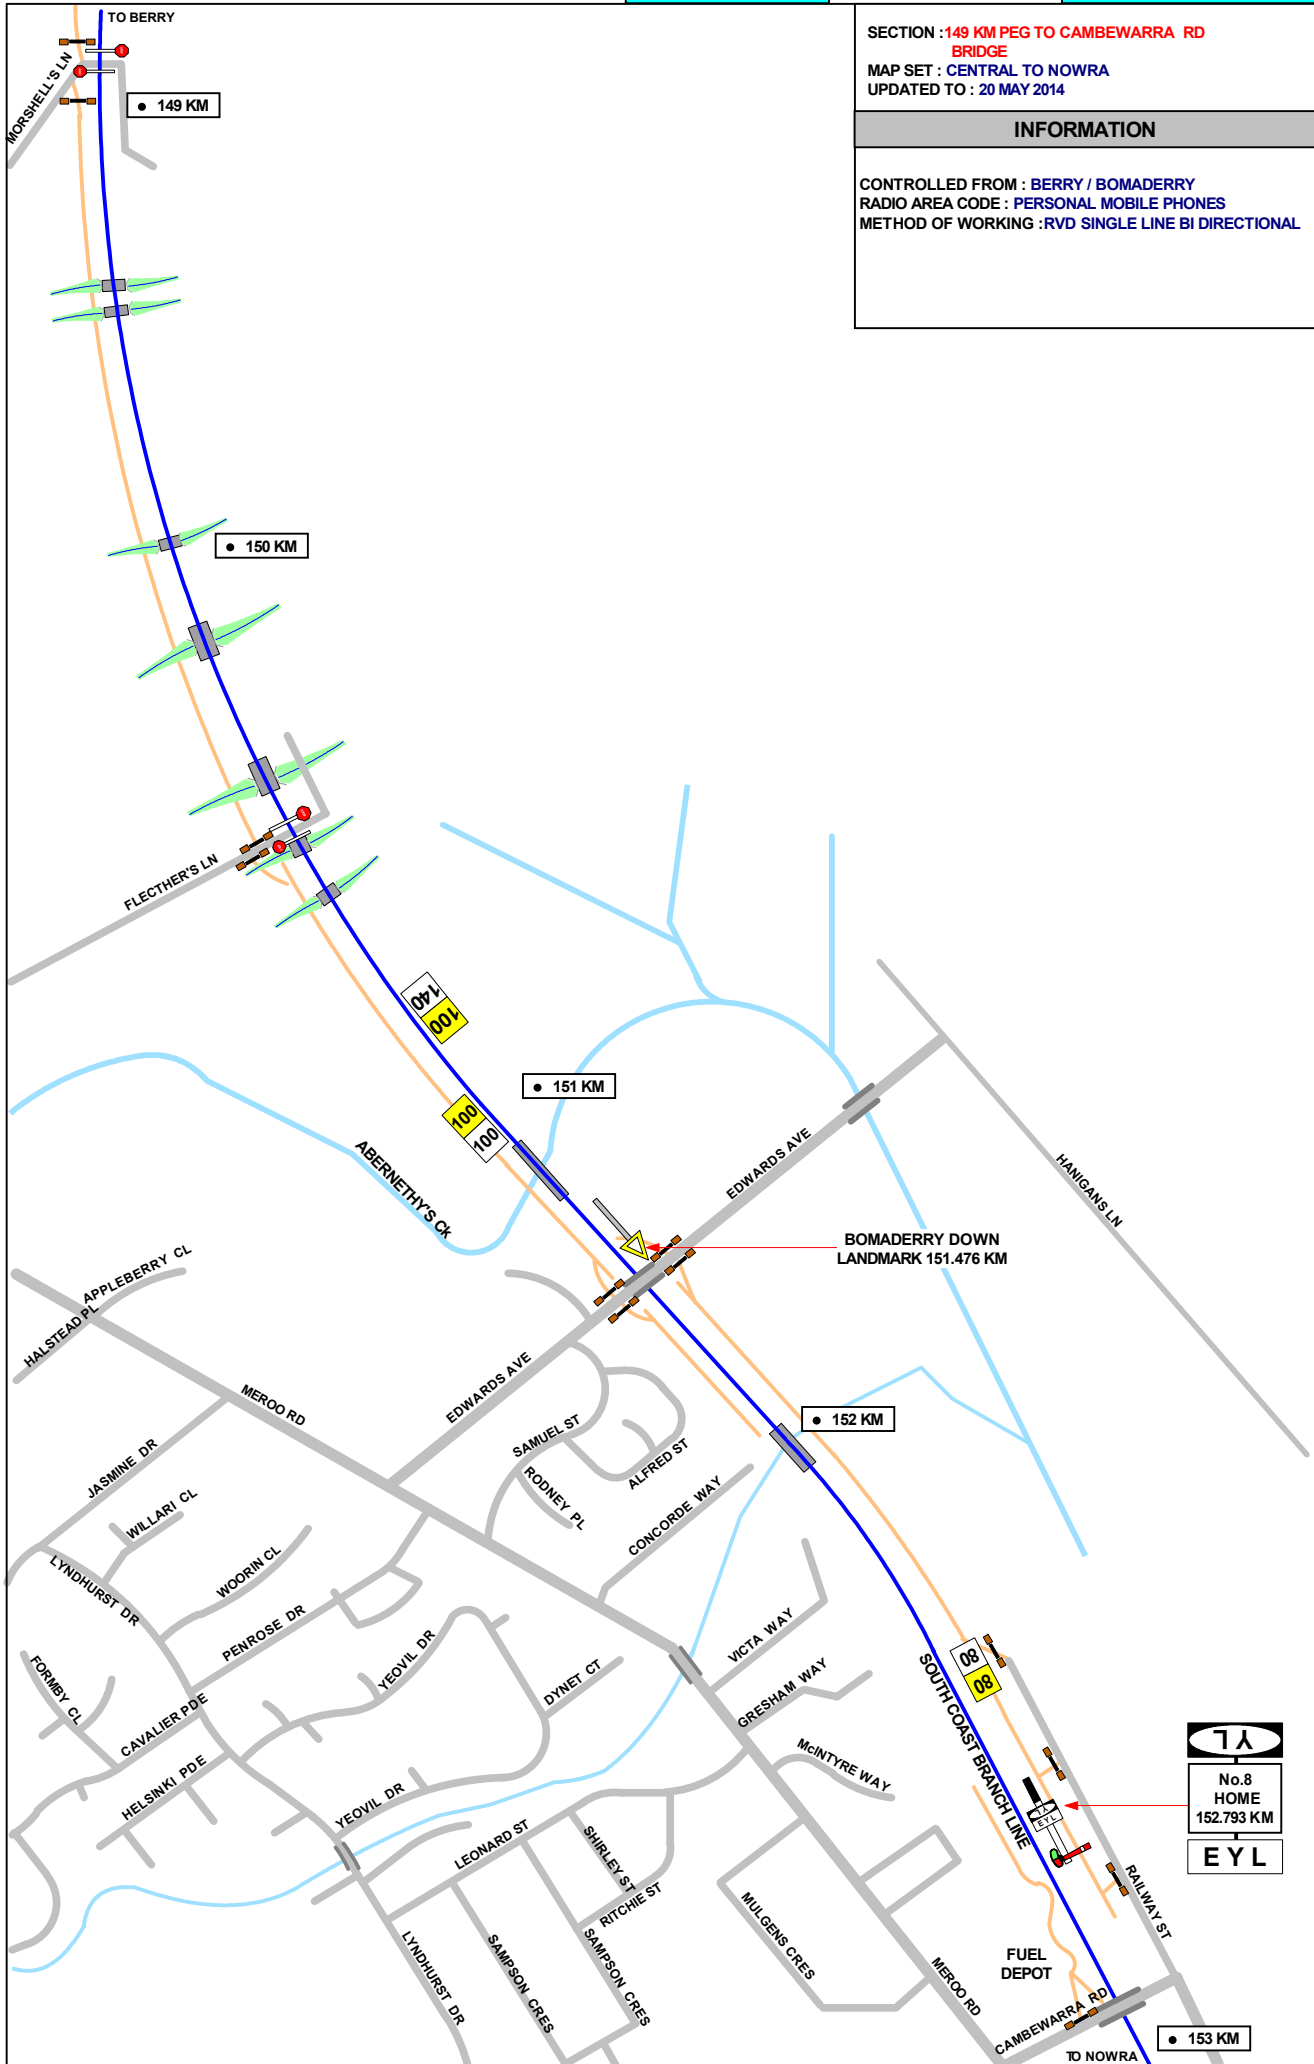 TO BERRY
SECTION :149 KM PEG TO CAMBEWARRA RD
BRIDGE
MAP SET : CENTRAL TO NOWRA
UPDATED TO : 20 MAY 2014
INFORMATION
CONTROLLED FROM : BERRY / BOMADERRY
RADIO AREA CODE : PERSONAL MOBILE PHONES
METHOD OF WORKING :RVD SINGLE LINE BI DIRECTIONAL
MORSHELL'S LN
149 KM
150 KM
FLECTHER'S LN
140
100
151 KM
100
100
ABERNETHY'S Ck
EDWARDS AVE
HANIGANS LN
BOMADERRY DOWN
LANDMARK 151.476 KM
APPLEBERRY CL
HALSTEAD PL
MEROO RD
EDWARDS AVE
152 KM
SAMUEL ST
ALFRED ST
RODNEY PL
CONCORDE WAY
JASMINE DR
WILLARI CL
WOORIN CL
LYNDHURST DR
PENROSE DR
YEOVIL DR
VICTA WAY
FORMBY CL
DYNET CT
GRESHAM WAY
CAVALIER PDE
HELSINKI PDE
McINTYRE WAY
SOUTH COAST BRANCH LINE
80
80
YL
No.8
HOME
152.793 KM
E Y L
YL
EYL
YEOVIL DR
LEONARD ST
SHIRLEY ST
RITCHIE ST
SAMPSON CRES
SAMPSON CRES
LYNDHURST DR
MULGENS CRES
MEROO RD
RAILWAY ST
FUEL
DEPOT
CAMBEWARRA RD
153 KM
TO NOWRA